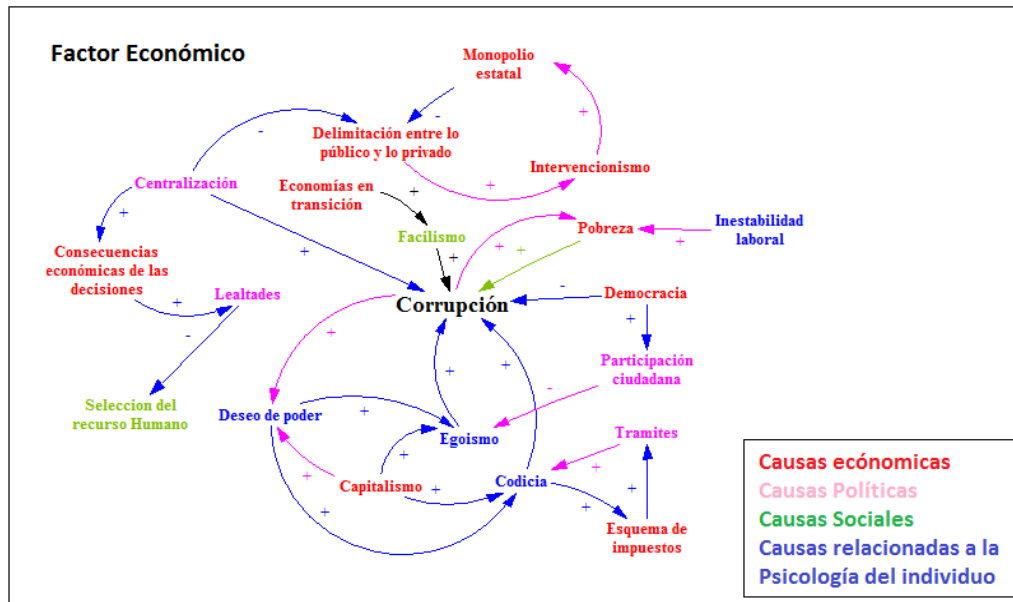 Factor Económico
Monopolio
estatal
-
+
-
Delimitación entre lo
público y lo privado
Intervencionismo
+
Centralización
Economías en
transición
+
+
Facilismo
Pobreza
Inestabilidad
laboral
+
+
+
+
+
Consecuencias
económicas de las
decisiones
Lealtades
+
Corrupción
-
Democracia
-
+
+
Participación
ciudadana
+
+
-
Seleccion del
recurso Humano
Deseo de poder
+
Egoismo
Tramites
+
+
+
+
Capitalismo
+
Codicia
+
+
+
Esquema de
impuestos
Causas ecónomicas
Causas Políticas
Causas Sociales
Causas relacionadas a la
Psicología del individuo